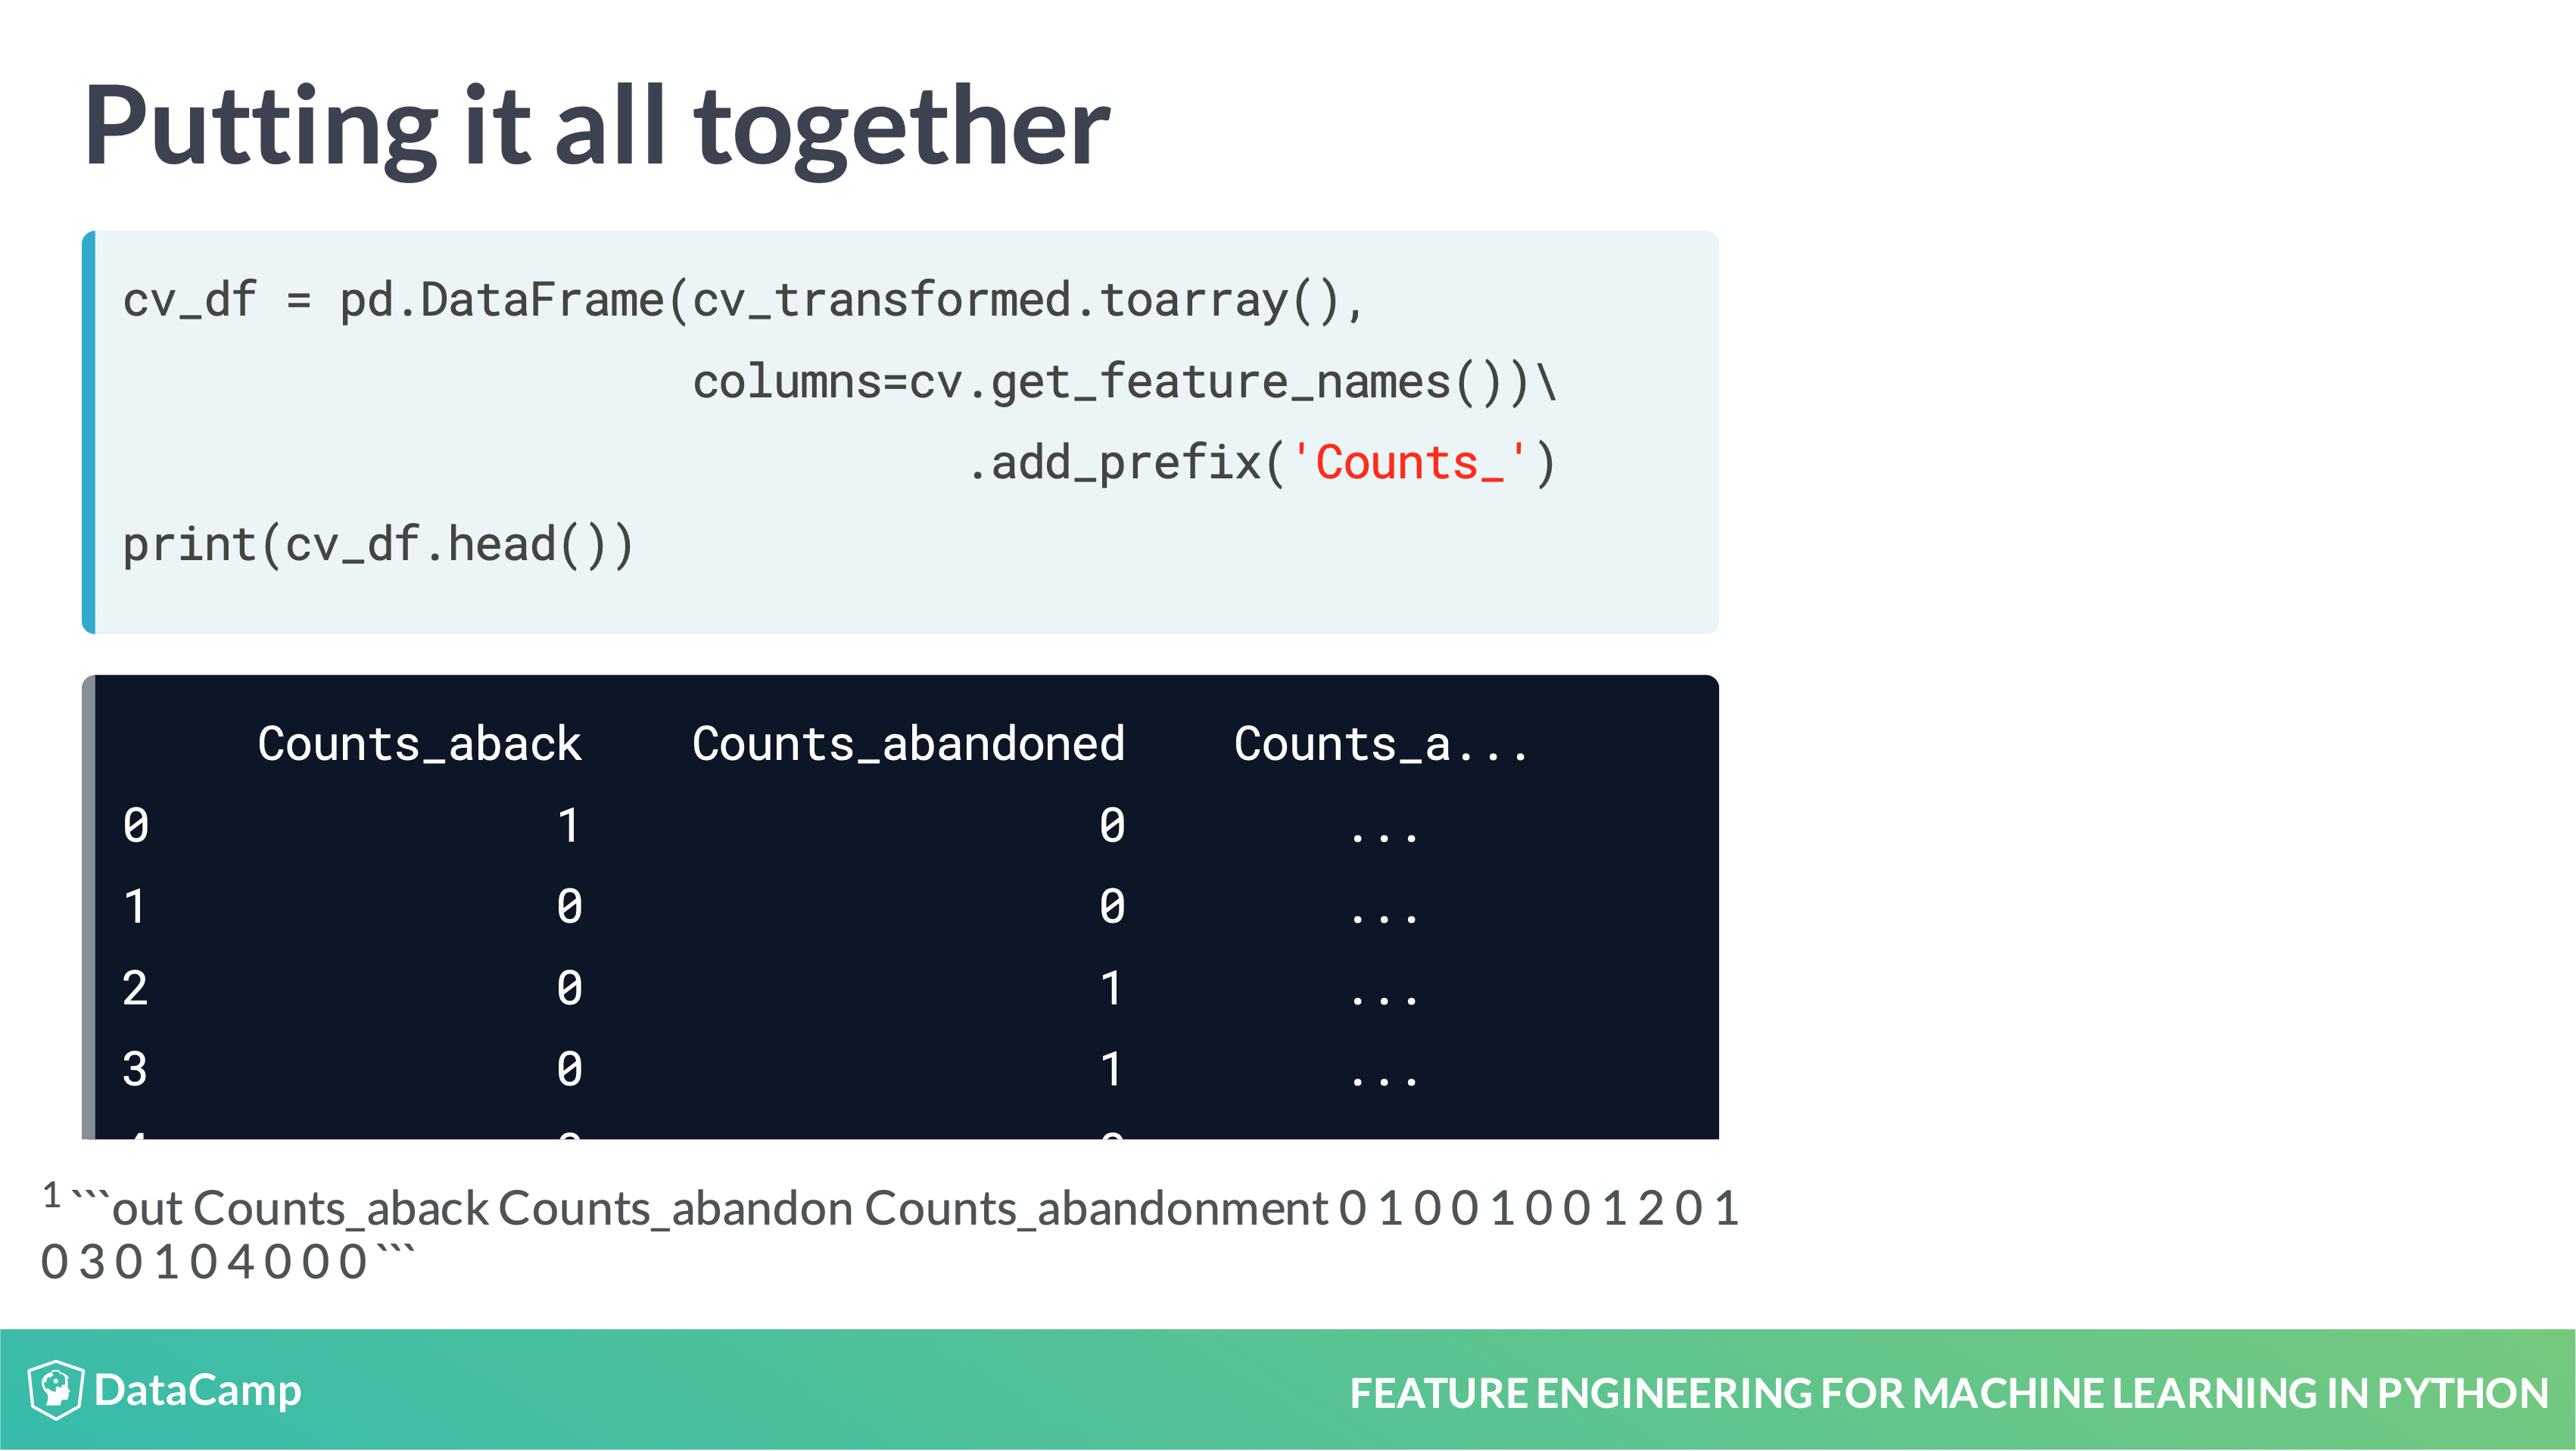 Putting it all together
cv_df = pd.DataFrame(cv_transformed.toarray(),
columns=cv.get_feature_names())\
.add_prefix('Counts_')
print(cv_df.head())
Counts_aback Counts_abandoned Counts_a...
0 1 0 ...
1 0 0 ...
2 0 1 ...
3 0 1 ...
1 ```out Counts_aback Counts_abandon Counts_abandonment 0 1 0 0 1 0 0 1 2 0 1
0 3 0 1 0 4 0 0 0 ```
DataCamp
FEATURE ENGINEERING FOR MACHINE LEARNING IN PYTHON